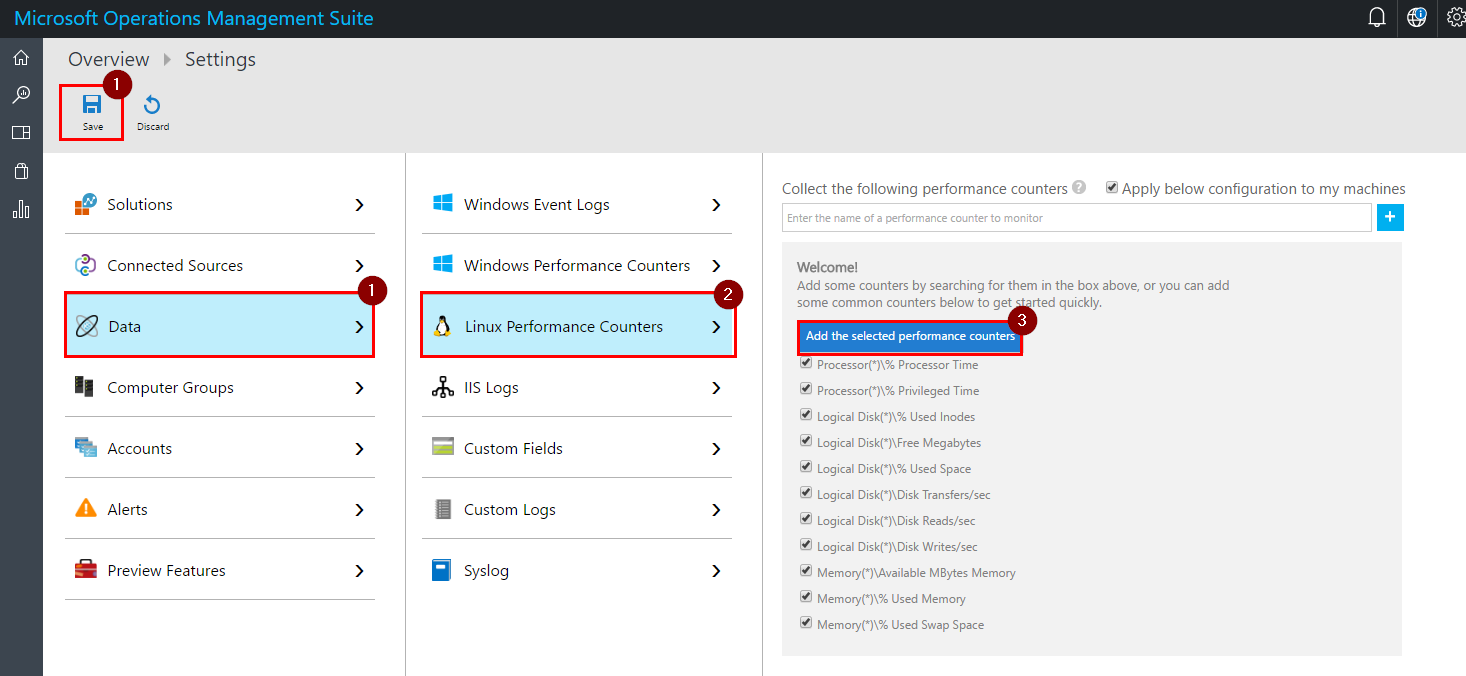 Microsoft Operations Management Suite
Overview Settings
1
Save
Discard
Solutions
Connected Sources
1
Data
Computer Groups
Accounts
Alerts
Preview Features
Windows Event Logs
Windows Performance Counters
2
Linux Performance Counters
IIS Logs
Custom Fields
Custom Logs
Syslog
Collect the following performance counters ? Apply below configuration to my machines
Enter the name of a performance counter to monitor +
Welcome!
Add some counters by searching for them in the box above, or you can add
some common counters below to get started quickly.
3
Add the selected performance counters
Processor(*)\% Processor Time
Processor(*)\% Privileged Time
Logical Disk(*)\% Used Inodes
Logical Disk(*)\Free Megabytes
Logical Disk(*)\% Used Space
Logical Disk(*)\Disk Transfers/sec
Logical Disk(*)\Disk Reads/sec
Logical Disk(*)\Disk Writes/sec
Memory(*)\Available MBytes Memory
Memory(*)\% Used Memory
Memory(*)\% Used Swap Space